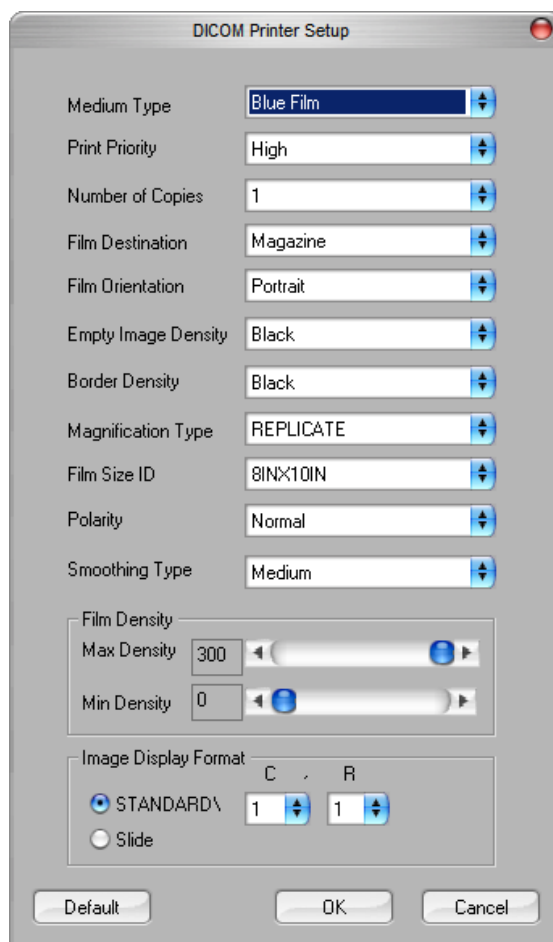 DICOM Printer Setup
Medium Type Blue Film
Print Priority High
Number of Copies 1
Film Destination Magazine
Film Orientation Portrait
Empty Image Density Black
Border Density Black
Magnification Type REPLICATE
Film Size ID 8INX10IN
Polarity Normal
Smoothing Type Medium
Film Density
Max Density 300
Min Density 0
Image Display Format
C , R
STANDARD\ 1 1
Slide
Default OK Cancel